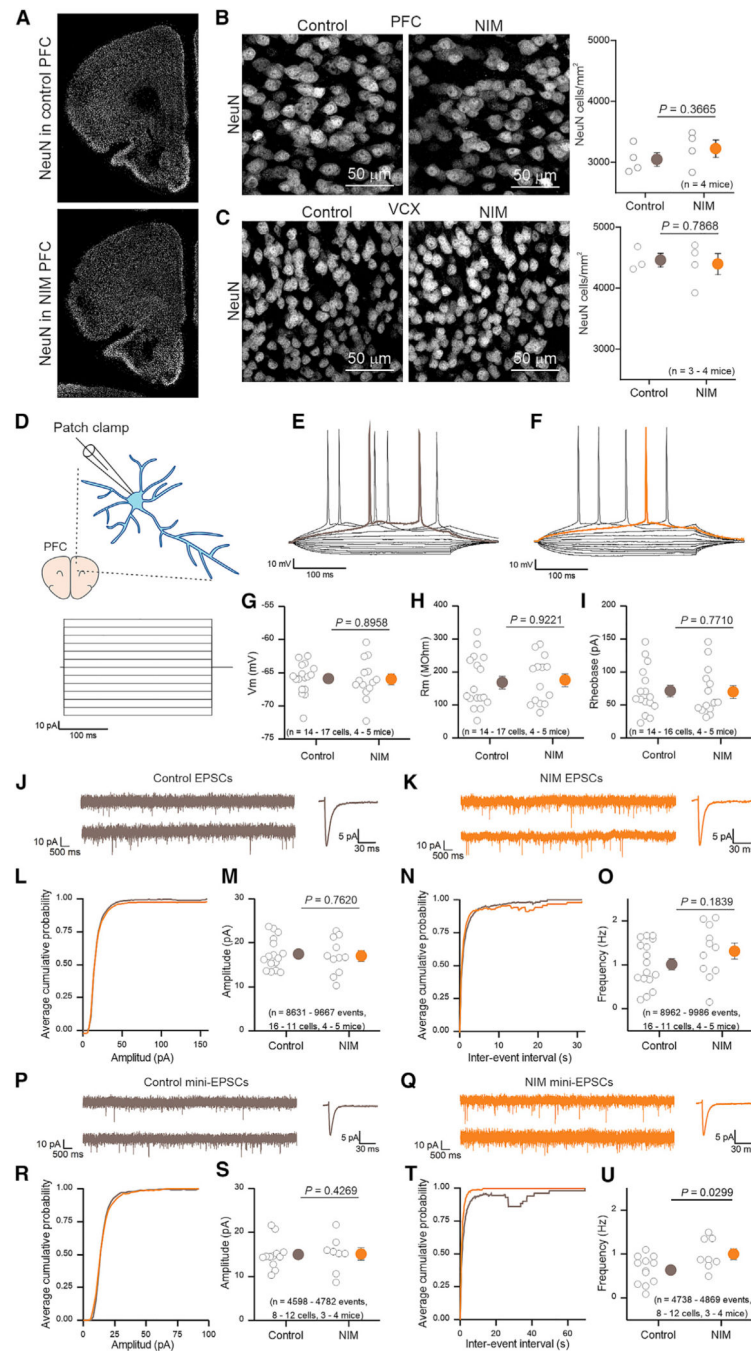 A
NeuN in control PFC
NeuN in NIM PFC
B
Control
PFC
NIM
NeuN
50 μm
50 μm
NeuN cells/mm²
5000
4000
3000
P = 0.3665
(n = 4 mice)
Control
NIM
C
Control
VCX
NIM
NeuN
50 μm
50 μm
NeuN cells/mm²
5000
4000
3000
P = 0.7868
(n = 3 - 4 mice)
Control
NIM
D
Patch clamp
PFC
10 pA
100 ms
E
10 mV
100 ms
F
10 mV
100 ms
G
Vm (mV)
-55
-60
-65
-70
-75
P = 0.8958
(n = 14 - 17 cells, 4 - 5 mice)
Control
NIM
H
Rm (MOhm)
400
300
200
100
0
P = 0.9221
(n = 14 - 17 cells, 4 - 5 mice)
Control
NIM
I
Rheobase (pA)
200
150
100
50
0
P = 0.7710
(n = 14 - 16 cells, 4 - 5 mice)
Control
NIM
J
Control EPSCs
10 pA
500 ms
5 pA
30 ms
K
NIM EPSCs
10 pA
500 ms
5 pA
30 ms
L
Average cumulative probability
1.00
0.75
0.50
0.25
0.00
0
50
100
150
Amplitud (pA)
M
Amplitude (pA)
30
20
10
0
P = 0.7620
(n = 8631 - 9667 events,
16 - 11 cells, 4 - 5 mice)
Control
NIM
N
Average cumulative probability
1.00
0.75
0.50
0.25
0.00
0
10
20
30
Inter-event interval (s)
O
Frequency (Hz)
2
1
0
P = 0.1839
(n = 8962 - 9986 events,
16 - 11 cells, 4 - 5 mice)
Control
NIM
P
Control mini-EPSCs
10 pA
500 ms
5 pA
30 ms
Q
NIM mini-EPSCs
10 pA
500 ms
5 pA
30 ms
R
Average cumulative probability
1.00
0.75
0.50
0.25
0.00
0
25
50
75
100
Amplitud (pA)
S
Amplitude (pA)
30
20
10
0
P = 0.4269
(n = 4598 - 4782 events,
8 - 12 cells, 3 - 4 mice)
Control
NIM
T
Average cumulative probability
1.00
0.75
0.50
0.25
0.00
0
20
40
60
Inter-event interval (s)
U
Frequency (Hz)
2
1
0
P = 0.0299
(n = 4738 - 4869 events,
8 - 12 cells, 3 - 4 mice)
Control
NIM